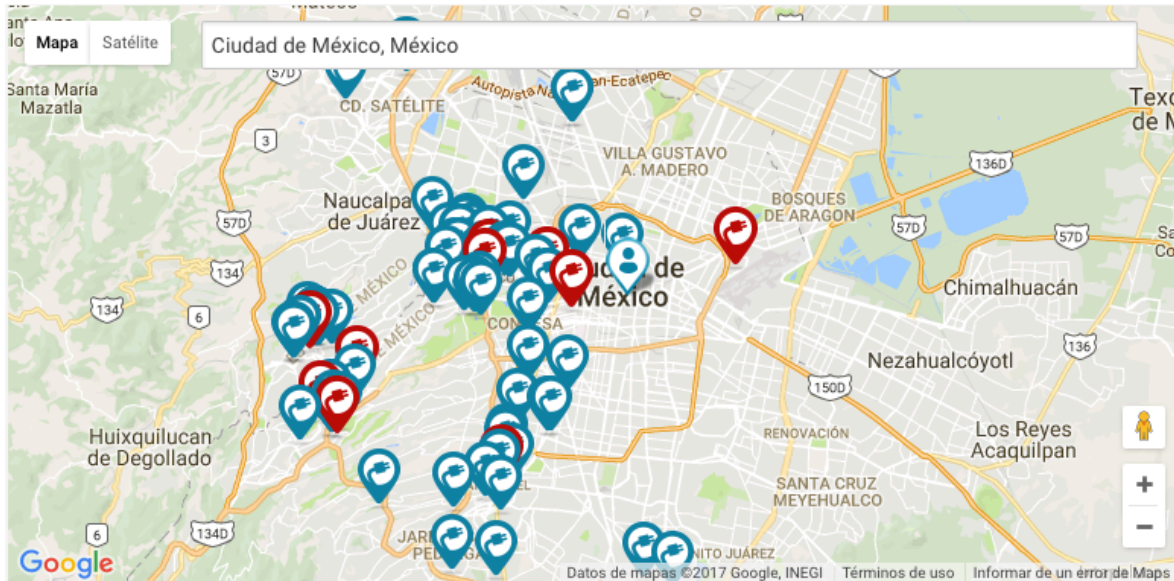 Mapa
Satélite
Ciudad de México, México
57D
Santa María
Mazatla
CD. SATÉLITE
3
VILLA GUSTAVO
A. MADERO
136D
Naucalpa
de Juárez
BOSQUES
DE ARAGON
57D
57D
57D
134
MÉXICO
México
Chimalhuacán
134
6
DE MÉXICO
136
Nezahualcóyotl
150D
Huixquilucan
de Degollado
RENOVACIÓN
Los Reyes
Acaquilpan
SANTA CRUZ
MEYEHUALCO
6
134D
Google
Datos de mapas ©2017 Google, INEGI
Términos de uso
Informar de un error de Maps